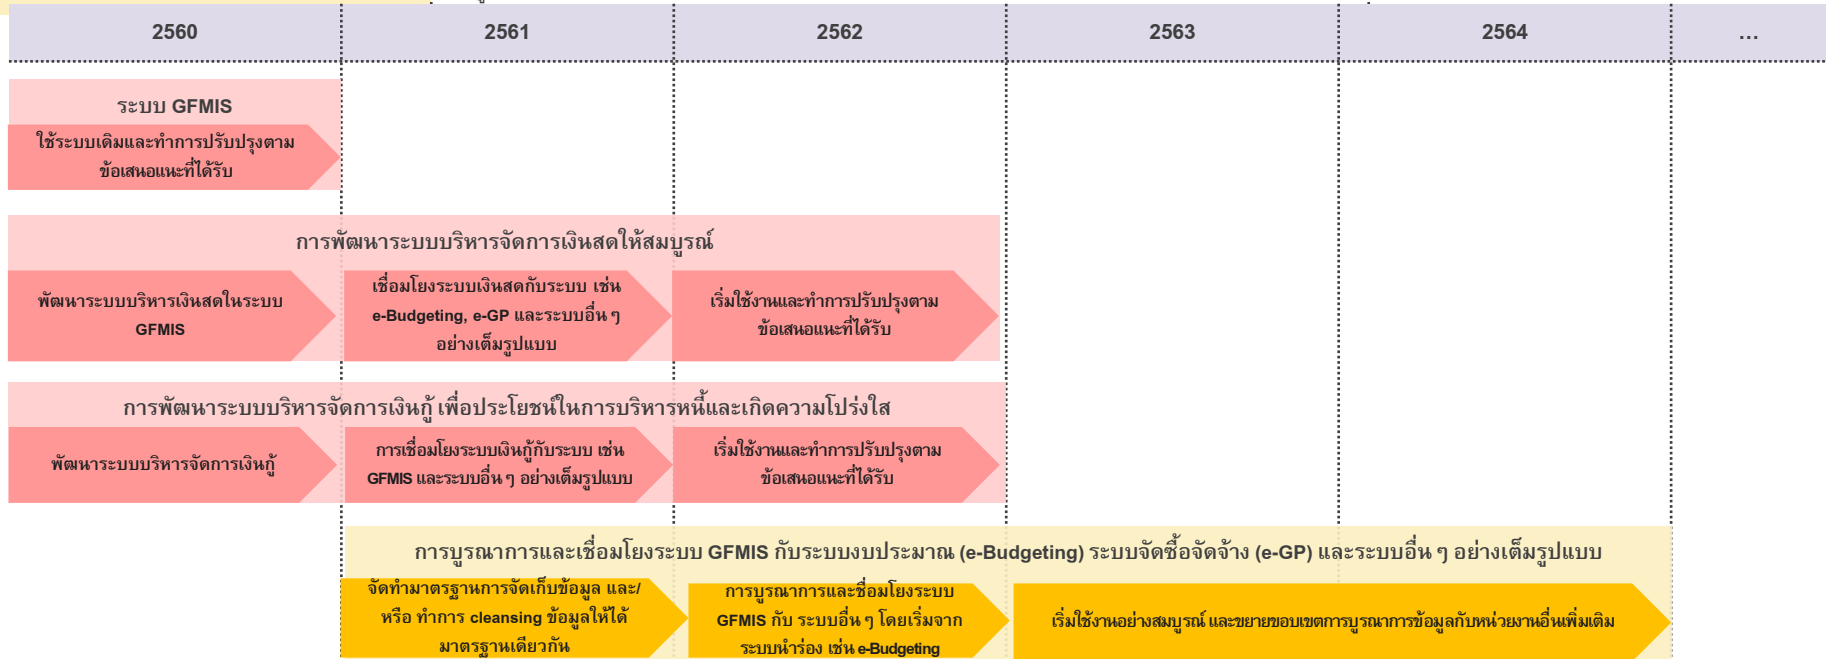 2560 2561 2562 2563 2564 ...
ระบบ GFMIS
ใช้ระบบเดิมและทำการปรับปรุงตาม
ข้อเสนอแนะที่ได้รับ
การพัฒนาระบบบริหารจัดการเงินสดให้สมบูรณ์
พัฒนาระบบบริหารเงินสดในระบบ
GFMIS
เชื่อมโยงระบบเงินสดกับระบบ เช่น
e-Budgeting, e-GP และระบบอื่น ๆ
อย่างเต็มรูปแบบ
เริ่มใช้งานและทำการปรับปรุงตาม
ข้อเสนอแนะที่ได้รับ
การพัฒนาระบบบริหารจัดการเงินกู้ เพื่อประโยชน์ในการบริหารหนี้และเกิดความโปร่งใส
พัฒนาระบบบริหารจัดการเงินกู้
การเชื่อมโยงระบบเงินกู้กับระบบ เช่น
GFMIS และระบบอื่น ๆ อย่างเต็มรูปแบบ
เริ่มใช้งานและทำการปรับปรุงตาม
ข้อเสนอแนะที่ได้รับ
การบูรณาการและเชื่อมโยงระบบ GFMIS กับระบบงบประมาณ (e-Budgeting) ระบบจัดซื้อจัดจ้าง (e-GP) และระบบอื่น ๆ อย่างเต็มรูปแบบ
จัดทำมาตรฐานการจัดเก็บข้อมูล และ/
หรือ ทำการ cleansing ข้อมูลให้ได้
มาตรฐานเดียวกัน
การบูรณาการและชื่อมโยงระบบ
GFMIS กับ ระบบอื่น ๆ โดยเริ่มจาก
ระบบนำร่อง เช่น e-Budgeting
เริ่มใช้งานอย่างสมบูรณ์ และขยายขอบเขตการบูรณาการข้อมูลกับหน่วยงานอื่นเพิ่มเติม